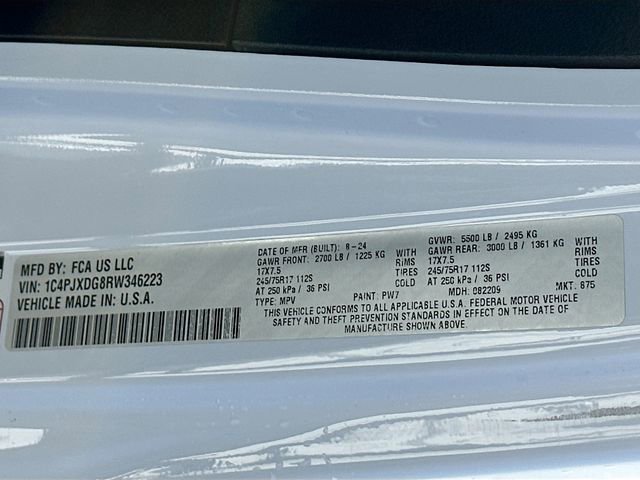 MFD BY: FCA US LLC
VIN: 1C4PJXDG8RW346223
VEHICLE MADE IN U.S.A.
DATE OF MFR (BUILT): 8-24
GAWR FRONT: 2700 LB / 1225 KG WITH
17X7.5 RIMS
245/75R17 112S TIRES
AT 250 kPa / 36 PSI
TYPE: MPV PAINT: PW7
GVWR: 5500 LB / 2495 KG
GAWR REAR: 3000 LB / 1361 KG WITH
17X7.5 RIMS
245/75R17 112S TIRES
AT 250 kPa / 36 PSI
MDH: 082209 MKT: 875
THIS VEHICLE CONFORMS TO ALL APPLICABLE U.S.A. FEDERAL MOTOR VEHICLE
SAFETY AND THEFT PREVENTION STANDARDS IN EFFECT ON THE DATE OF
MANUFACTURE SHOWN ABOVE.